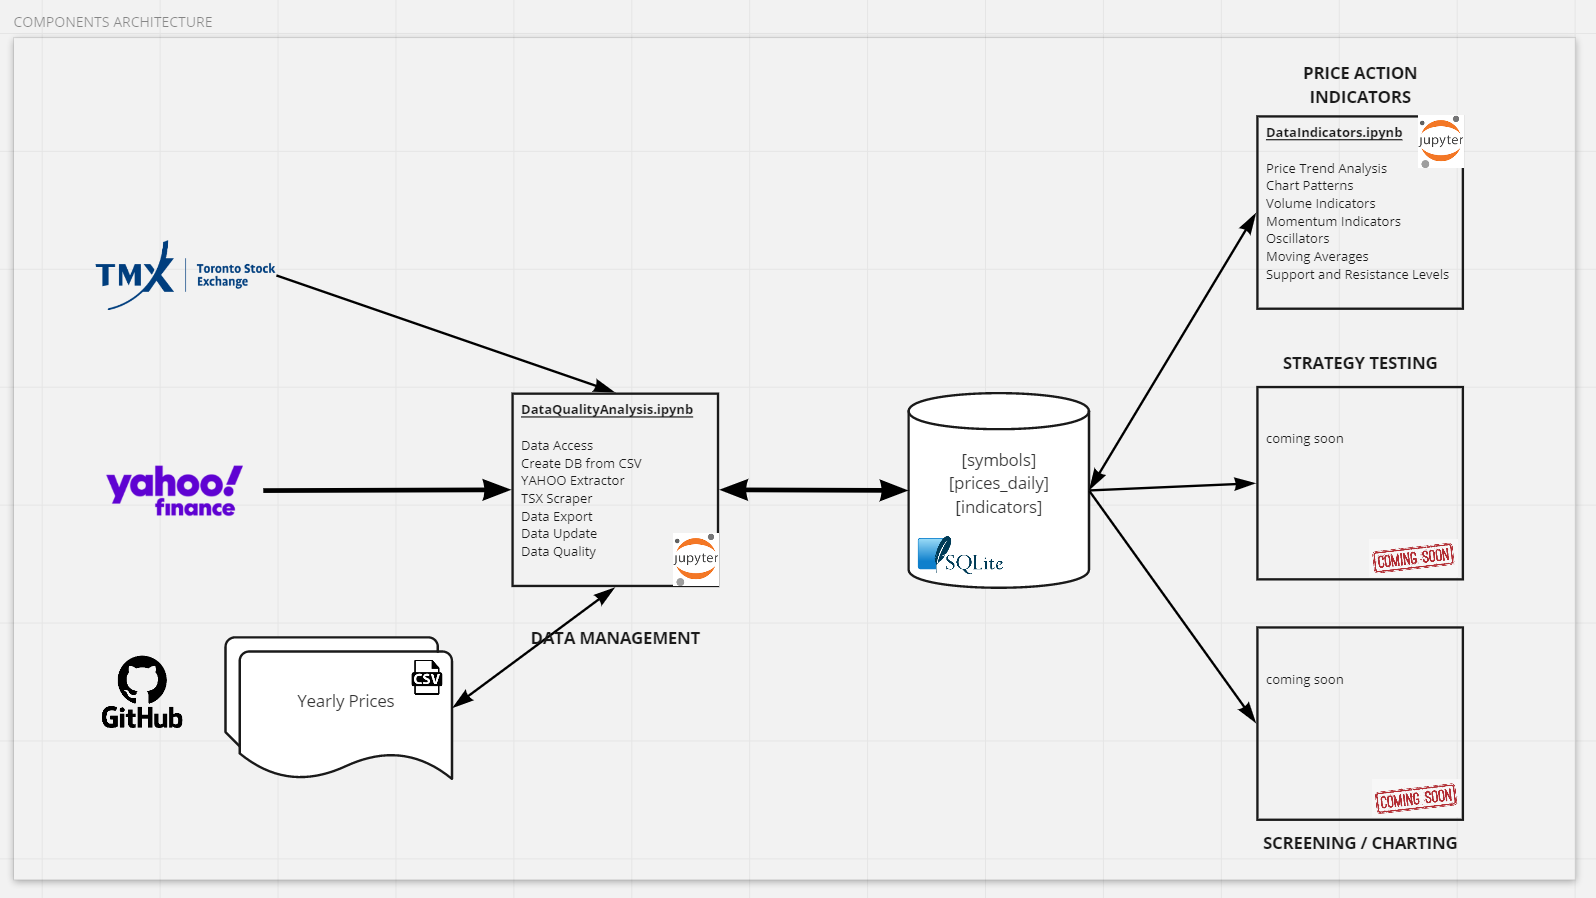 COMPONENTS ARCHITECTURE
PRICE ACTION
INDICATORS
DataIndicators.ipynb
jupyter
Price Trend Analysis
Chart Patterns
Volume Indicators
Momentum Indicators
Oscillators
Moving Averages
Support and Resistance Levels
TMX
Toronto Stock
Exchange
STRATEGY TESTING
coming soon
COMING SOON
DataQualityAnalysis.ipynb
Data Access
Create DB from CSV
YAHOO Extractor
TSX Scraper
Data Export
Data Update
Data Quality
jupyter
yahoo!
finance
[symbols]
[prices_daily]
[indicators]
SQLite
DATA MANAGEMENT
GitHub
CSV
Yearly Prices
coming soon
COMING SOON
SCREENING / CHARTING